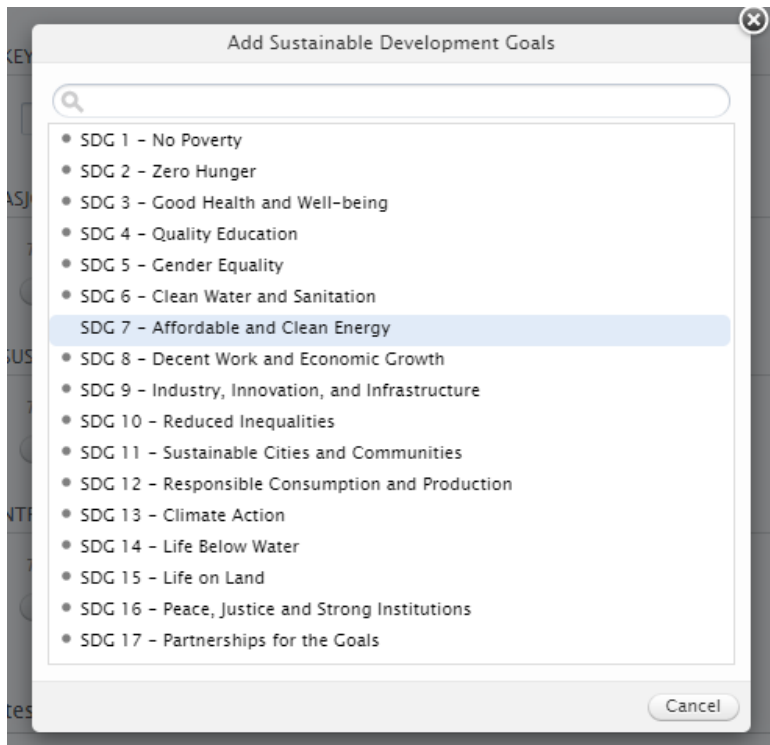 Add Sustainable Development Goals
KEY
SDG 1 – No Poverty
SDG 2 – Zero Hunger
ASJ
SDG 3 – Good Health and Well-being
SDG 4 – Quality Education
SDG 5 – Gender Equality
SDG 6 – Clean Water and Sanitation
SDG 7 – Affordable and Clean Energy
SUS
SDG 8 – Decent Work and Economic Growth
SDG 9 – Industry, Innovation, and Infrastructure
SDG 10 – Reduced Inequalities
SDG 11 – Sustainable Cities and Communities
SDG 12 – Responsible Consumption and Production
NTR
SDG 13 – Climate Action
SDG 14 – Life Below Water
SDG 15 – Life on Land
SDG 16 – Peace, Justice and Strong Institutions
SDG 17 – Partnerships for the Goals
tes
Cancel